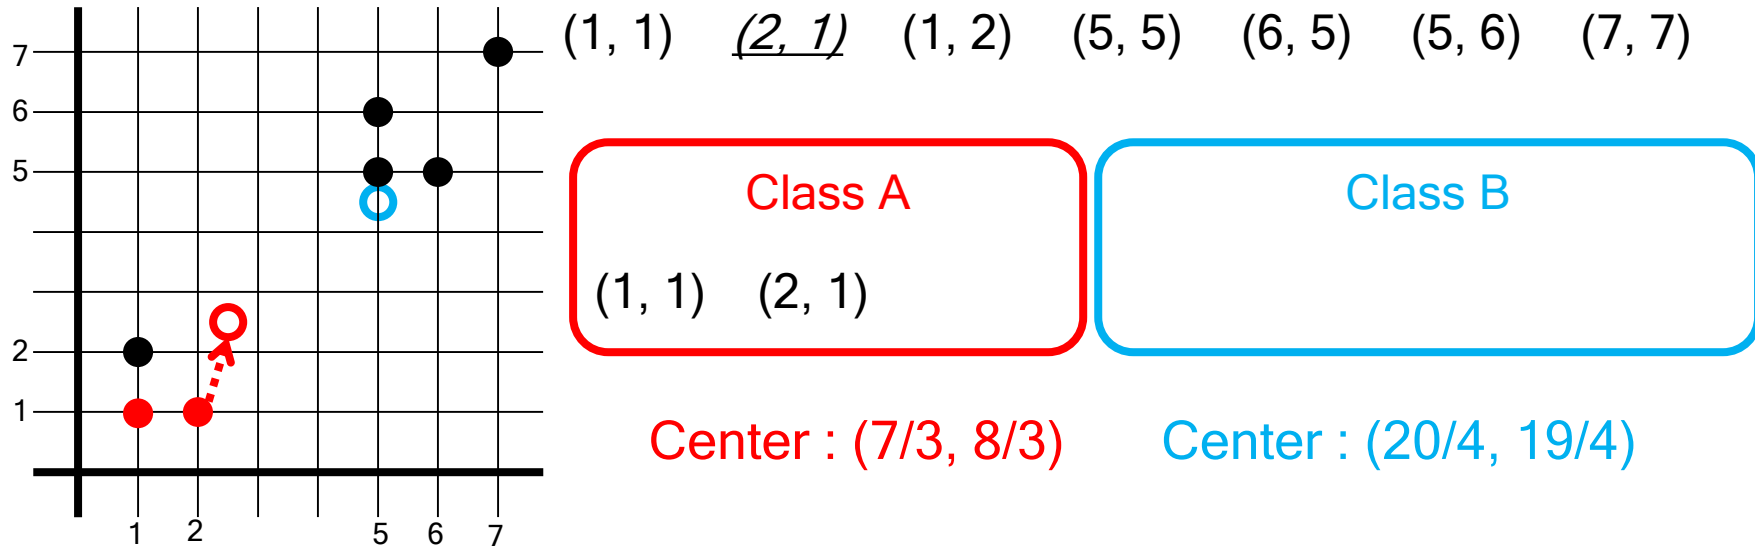 (1, 1) (2, 1) (1, 2) (5, 5) (6, 5) (5, 6) (7, 7)
7
6
5
2
1
1 2 5 6 7
Class A
(1, 1) (2, 1)
Center : (7/3, 8/3)
Class B
Center : (20/4, 19/4)